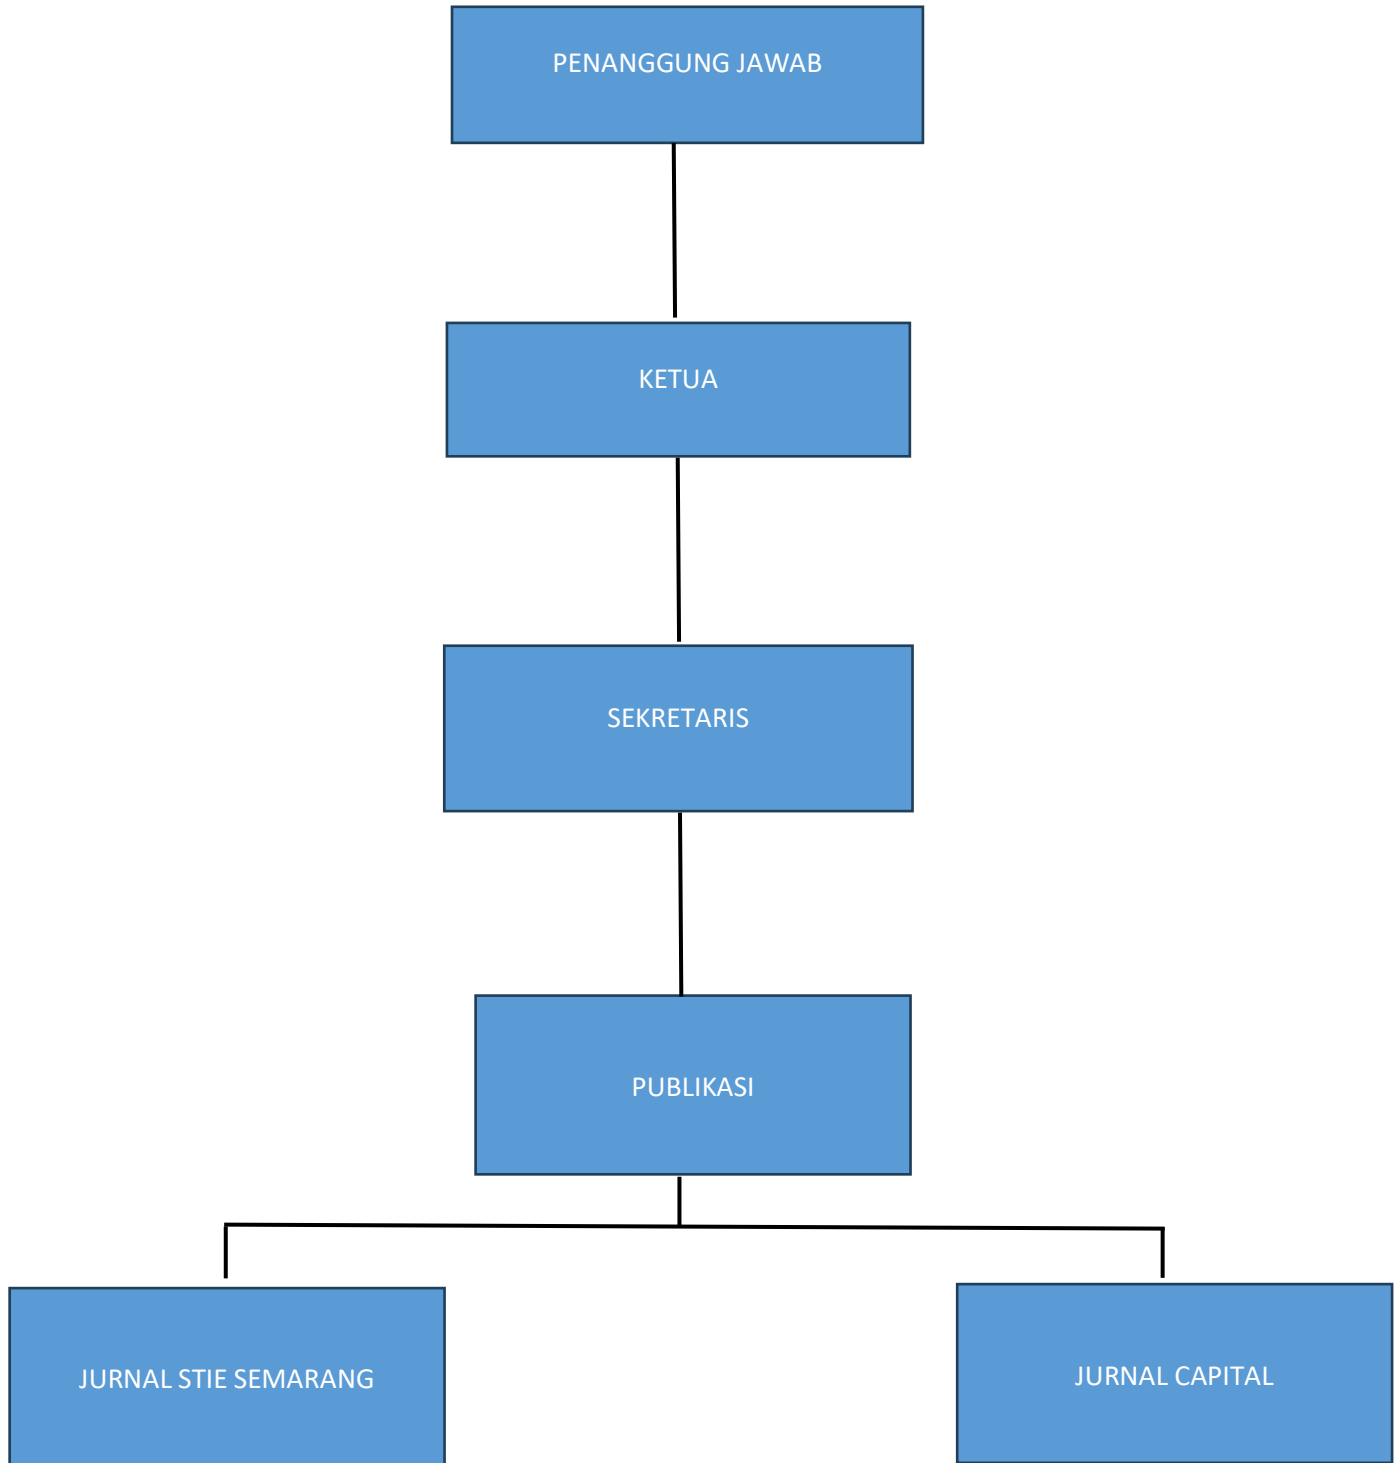 PENANGGUNG JAWAB
KETUA
SEKRETARIS
PUBLIKASI
JURNAL STIE SEMARANG
JURNAL CAPITAL